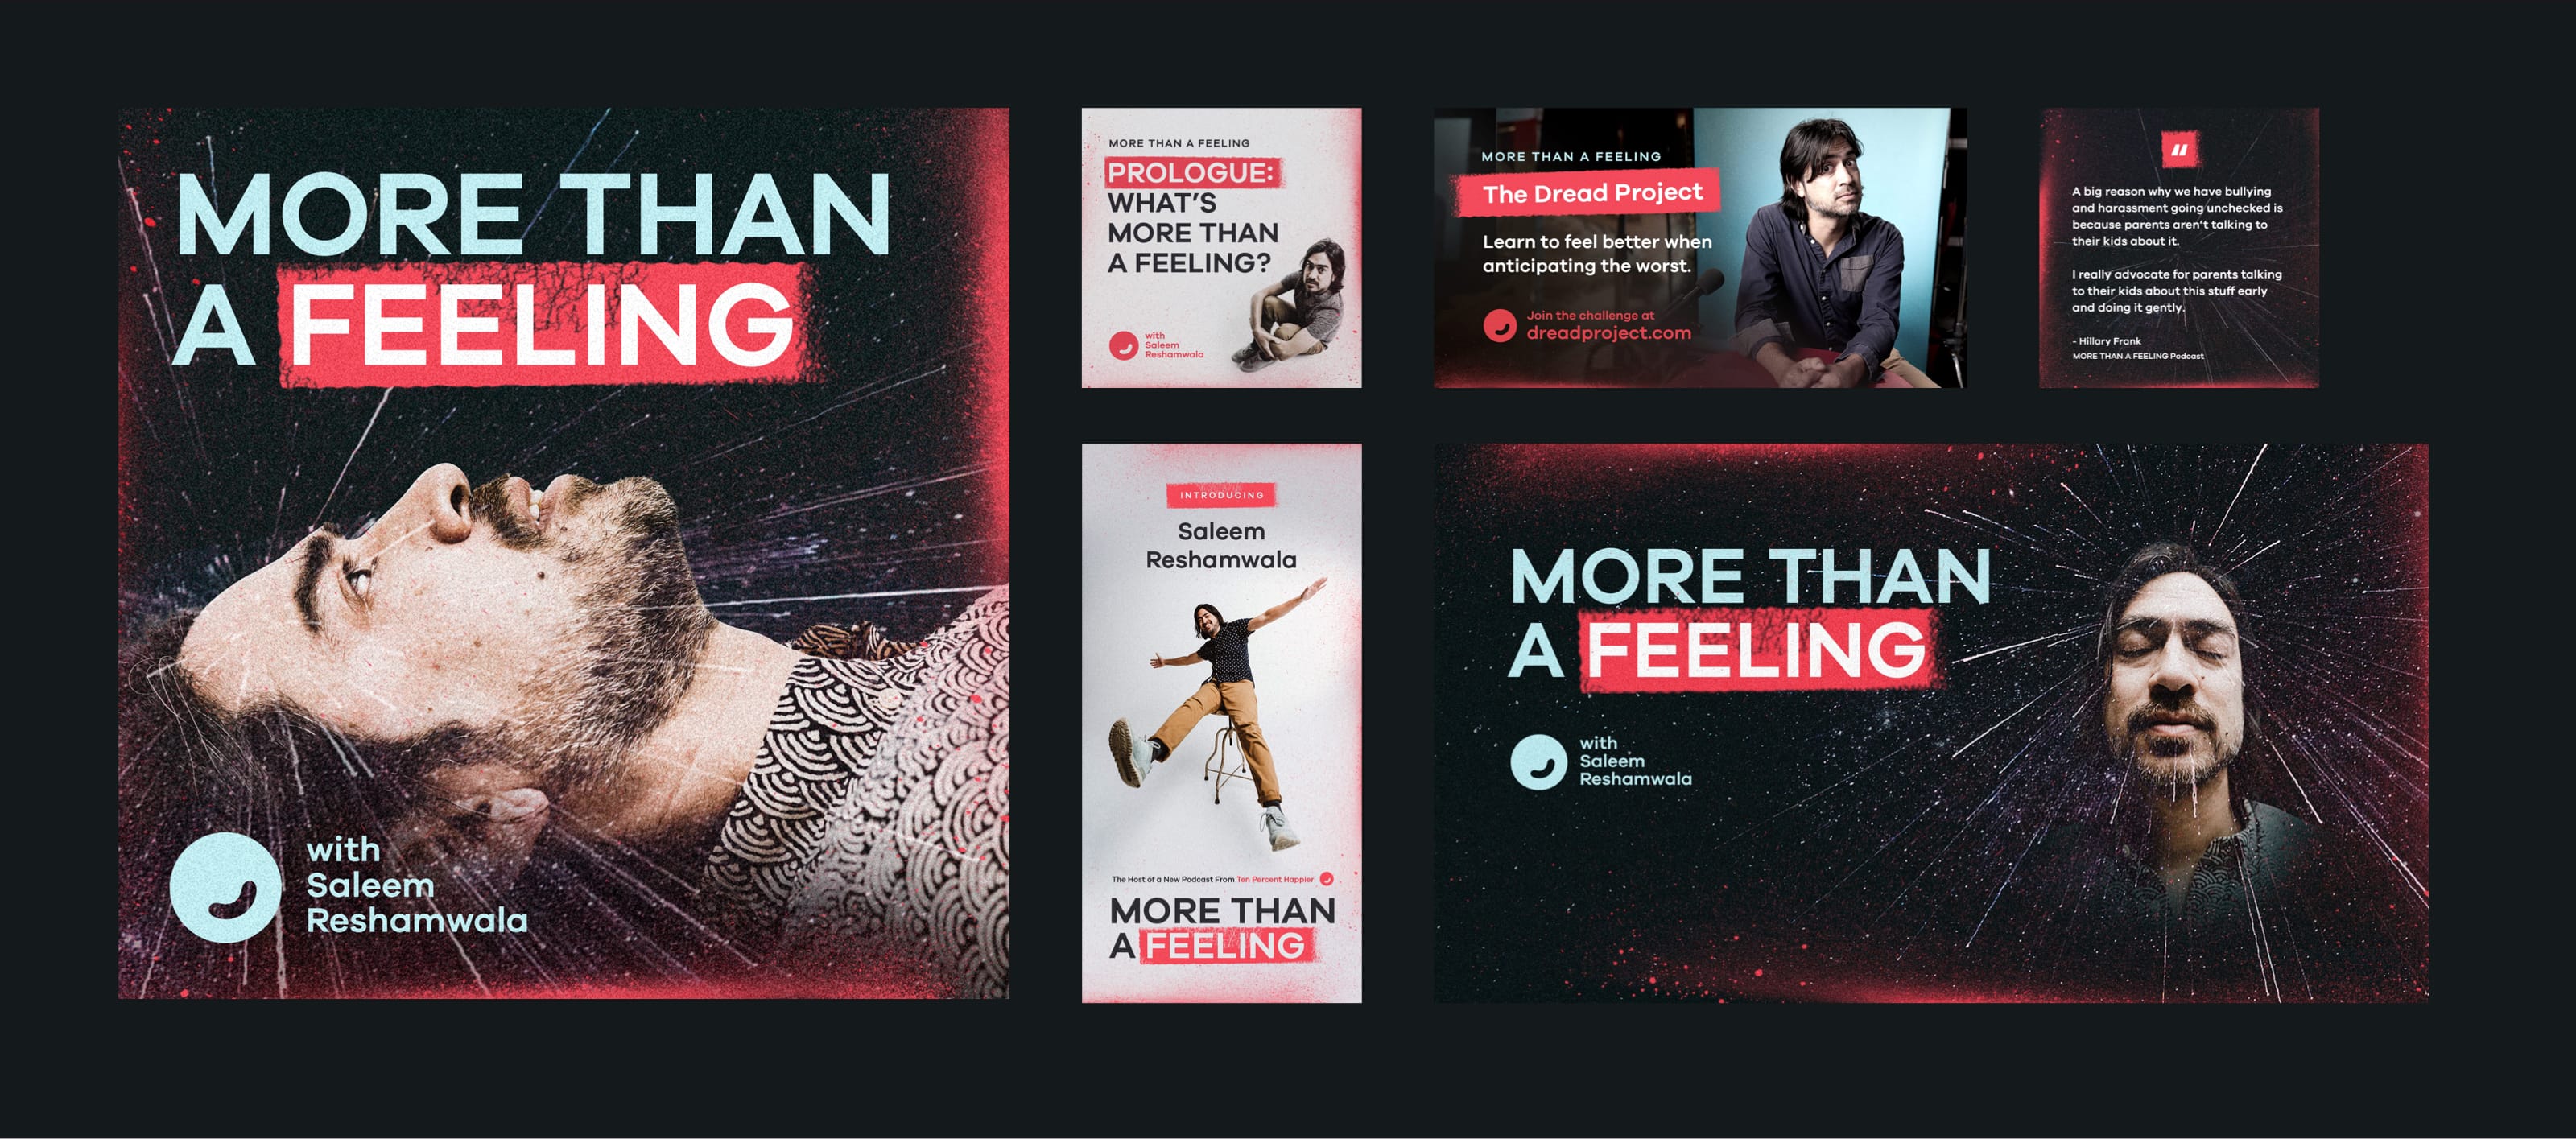 MORE THAN
A FEELING
with
Saleem
Reshamwala
MORE THAN A FEELING
PROLOGUE:
WHAT'S
MORE THAN
A FEELING?
with
Saleem
Reshamwala
MORE THAN A FEELING
The Dread Project
Learn to feel better when
anticipating the worst.
Join the challenge at
dreadproject.com
"
A big reason why we have bullying
and harassment going unchecked is
because parents aren't talking to
their kids about it.
I really advocate for parents talking
to their kids about this stuff early
and doing it gently.
- Hillary Frank
MORE THAN A FEELING Podcast
INTRODUCING
Saleem
Reshamwala
The Host of a New Podcast From Ten Percent Happier
MORE THAN
A FEELING
MORE THAN
A FEELING
with
Saleem
Reshamwala